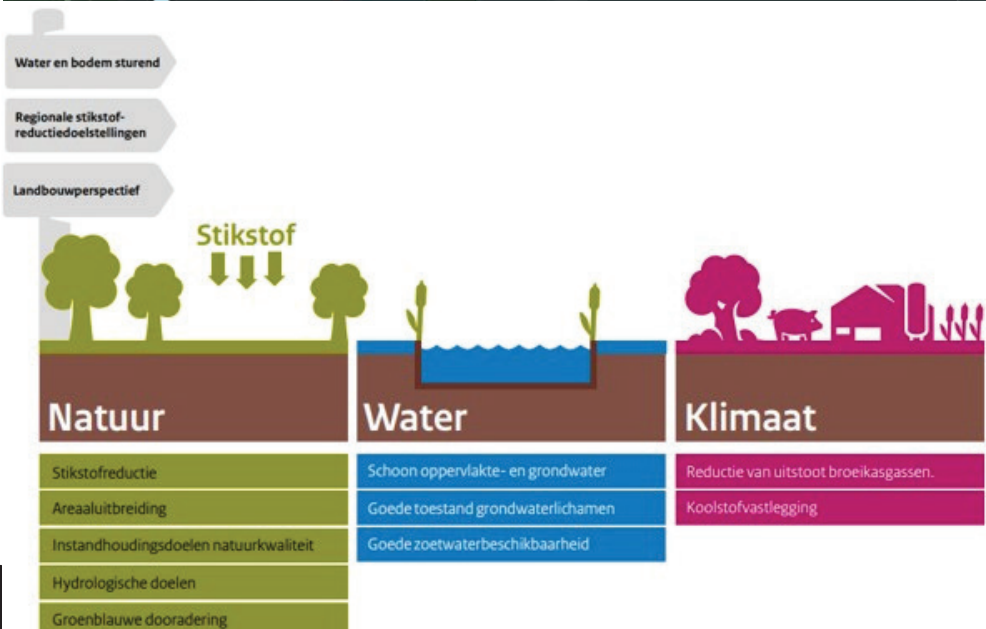 Water en bodem sturend
Regionale stikstof-
reductiedoelstellingen
Landbouwperspectief
Stikstof
Natuur
Stikstofreductie
Areaaluitbreiding
Instandhoudingsdoelen natuurkwaliteit
Hydrologische doelen
Groenblauwe dooradering
Water
Schoon oppervlakte- en grondwater
Goede toestand grondwaterlichamen
Goede zoetwaterbeschikbaarheid
Klimaat
Reductie van uitstoot broeikasgassen.
Koolstofvastlegging